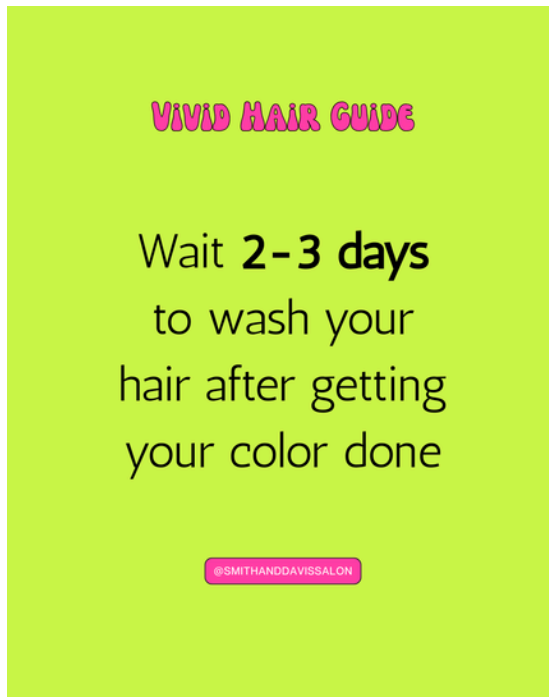 ViViD HAiR GuiDE
Wait 2-3 days
to wash your
hair after getting
your color done
@SMITHANDDAVISSALON